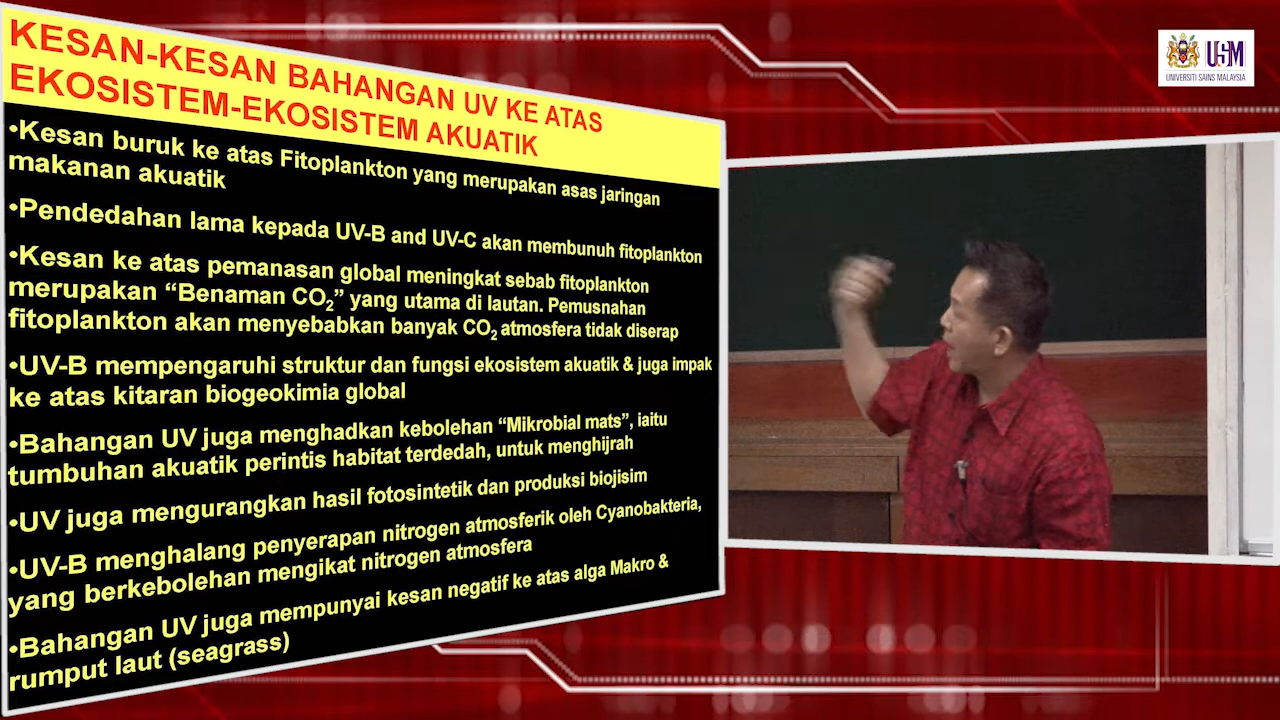 KESAN-KESAN BAHANGAN UV KE ATAS
EKOSISTEM-EKOSISTEM AKUATIK
•Kesan buruk ke atas Fitoplankton yang merupakan asas jaringan
makanan akuatik
•Pendedahan lama kepada UV-B and UV-C akan membunuh fitoplankton
•Kesan ke atas pemanasan global meningkat sebab fitoplankton
merupakan “Benaman CO₂” yang utama di lautan. Pemusnahan
fitoplankton akan menyebabkan banyak CO₂ atmosfera tidak diserap
•UV-B mempengaruhi struktur dan fungsi ekosistem akuatik & juga impak
ke atas kitaran biogeokimia global
•Bahangan UV juga menghadkan kebolehan “Mikrobial mats”, iaitu
tumbuhan akuatik perintis habitat terdedah, untuk menghijrah
•UV juga mengurangkan hasil fotosintetik dan produksi biojisim
•UV-B menghalang penyerapan nitrogen atmosferik oleh Cyanobakteria,
yang berkebolehan mengikat nitrogen atmosfera
•Bahangan UV juga mempunyai kesan negatif ke atas alga Makro &
rumput laut (seagrass)
USM
UNIVERSITI SAINS MALAYSIA